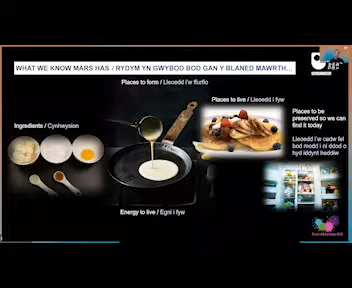 WHAT WE KNOW MARS HAS / RYDYM YN GWYBOD BOD GAN Y BLANED MAWRTH...
Places to form / Lleoedd i'w ffurfio
Places to live / Lleoedd i fyw
Ingredients / Cynhwysion
Places to be
preserved so we can
find it today
Lleoedd i'w cadw fel
bod modd i ni ddod o
hyd iddynt heddiw
Energy to live / Egni i fyw